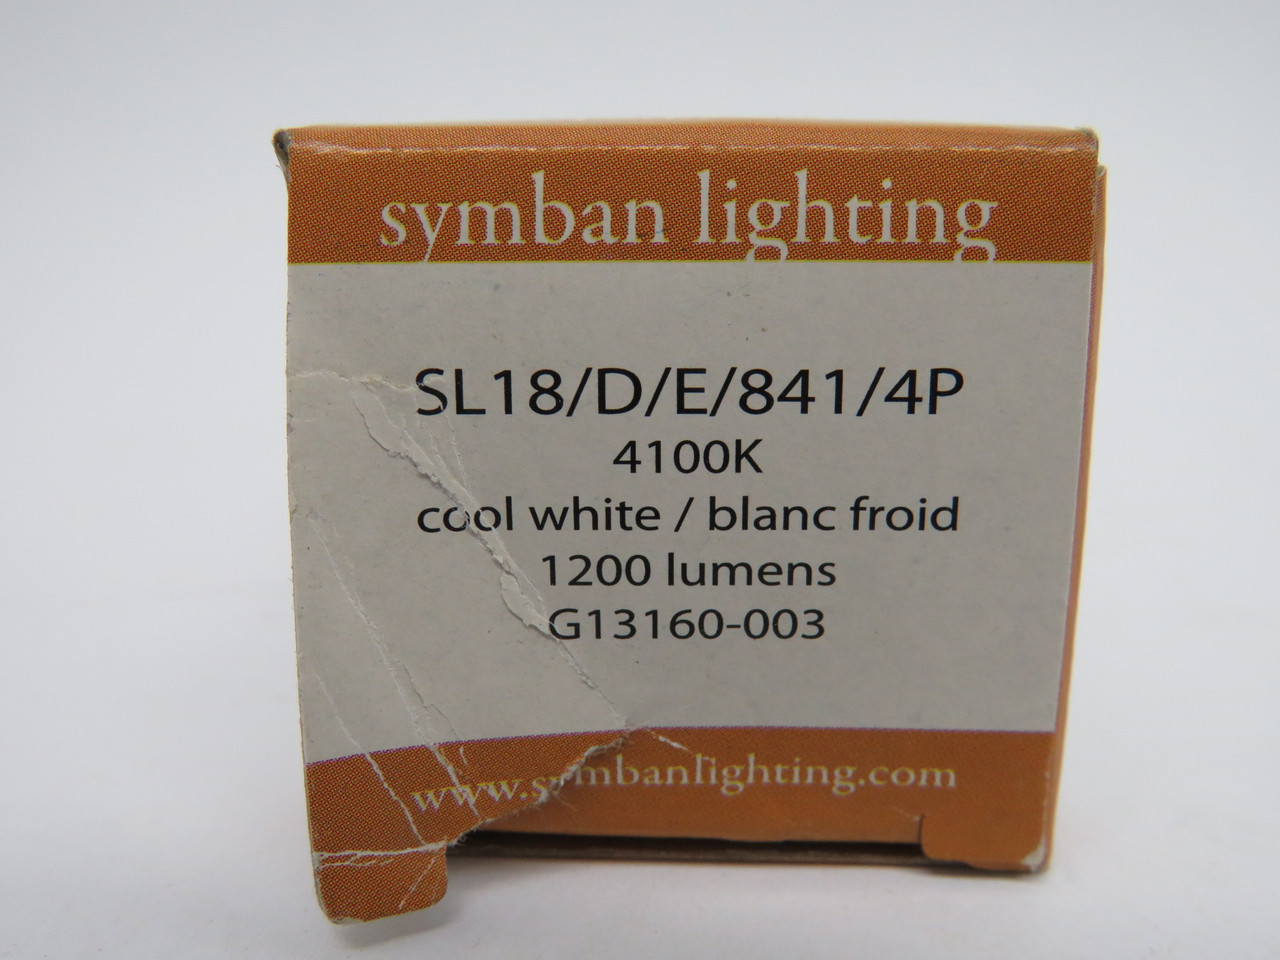 symban lighting
SL18/D/E/841/4P
4100K
cool white / blanc froid
1200 lumens
G13160-003
www.symbanlighting.com